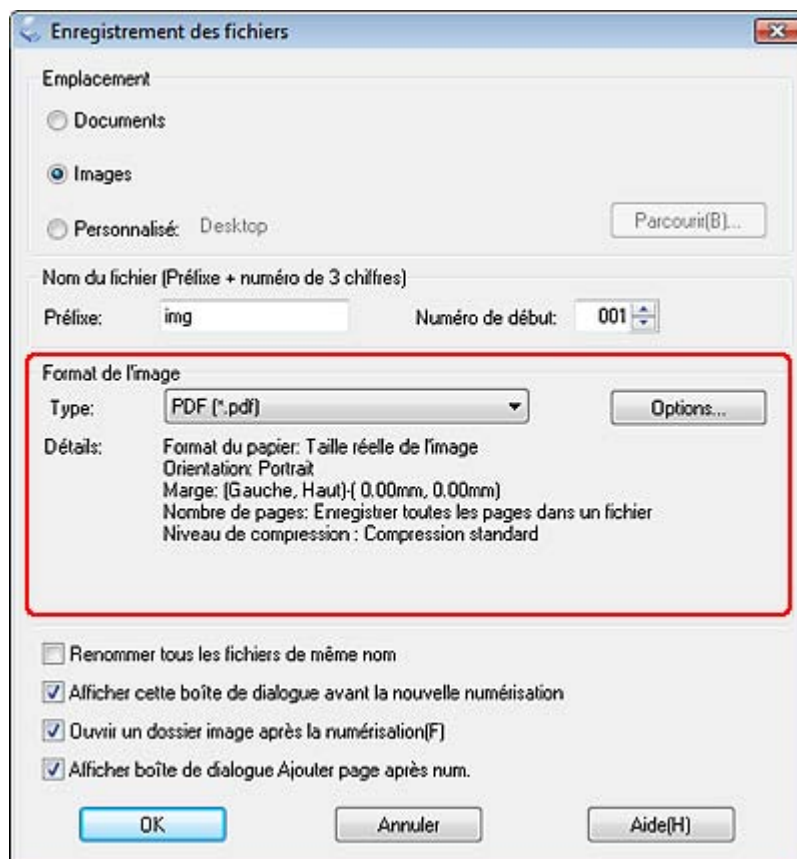 Enregistrement des fichiers
Emplacement
Documents
Images
Personnalisé: Desktop Parcourir(B)...
Nom du fichier (Préfixe + numéro de 3 chiffres)
Préfixe: img Numéro de début: 001
Format de l'image
Type: PDF (*.pdf) Options...
Détails: Format du papier: Taille réelle de l'image
Orientation: Portrait
Marge: (Gauche, Haut)-( 0.00mm, 0.00mm)
Nombre de pages: Enregistrer toutes les pages dans un fichier
Niveau de compression : Compression standard
Renommer tous les fichiers de même nom
Afficher cette boîte de dialogue avant la nouvelle numérisation
Ouvrir un dossier image après la numérisation(F)
Afficher boîte de dialogue Ajouter page après num.
OK Annuler Aide(H)